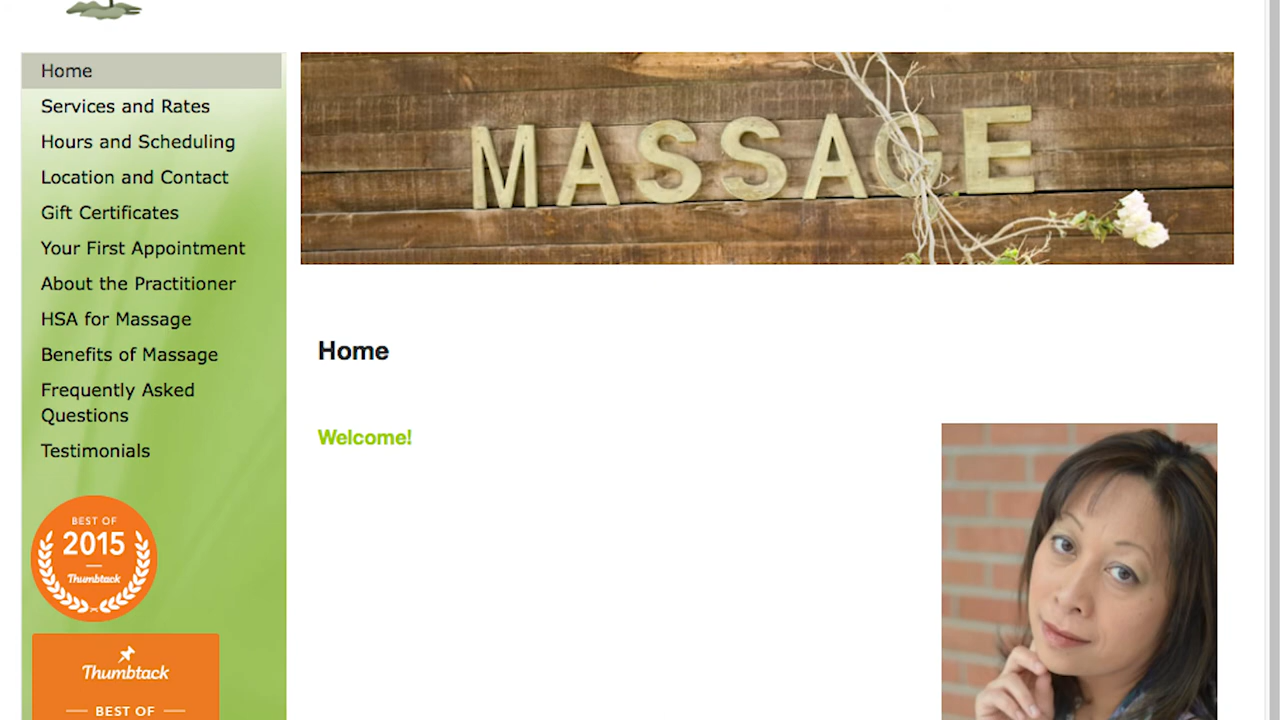 Home
Services and Rates
Hours and Scheduling
Location and Contact
Gift Certificates
Your First Appointment
About the Practitioner
HSA for Massage
Benefits of Massage
Frequently Asked
Questions
Testimonials
BEST OF
2015
Thumbtack
Thumbtack
BEST OF
MASSAGE
Home
Welcome!